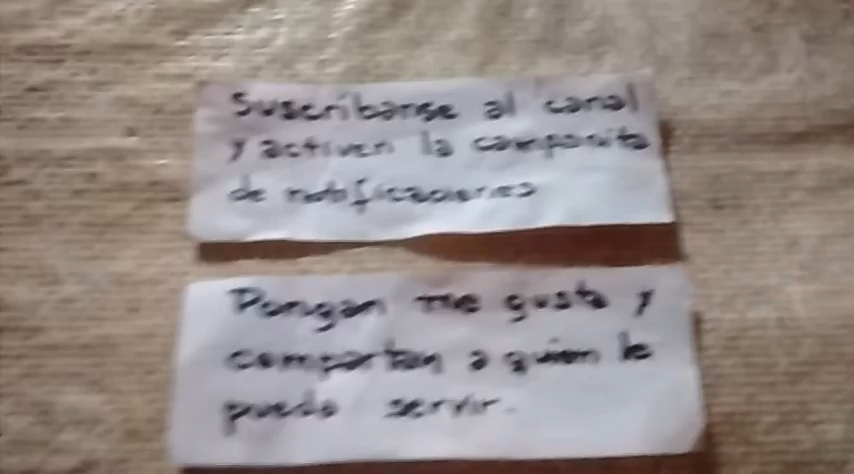 Suscribanse al canal
y activen la campanita
de notificaciones
Pongan me gusta y
compartan a quien le
pueda servir.